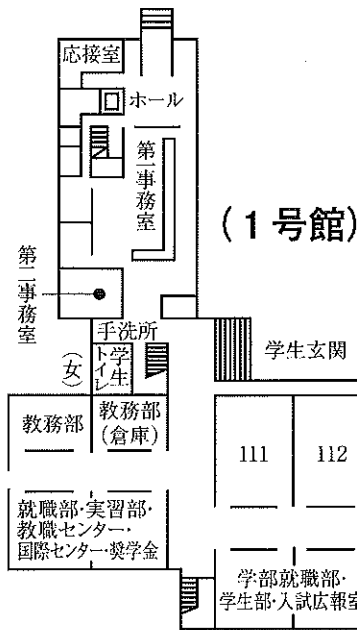 応接室
ホール
第一事務室
(1号館)
第二事務室
手洗所
学生
トイレ
(女)
学生玄関
教務部
教務部
(倉庫)
111
112
就職部・実習部・
教職センター・
国際センター・奨学金
学部就職部・
学生部・入試広報室